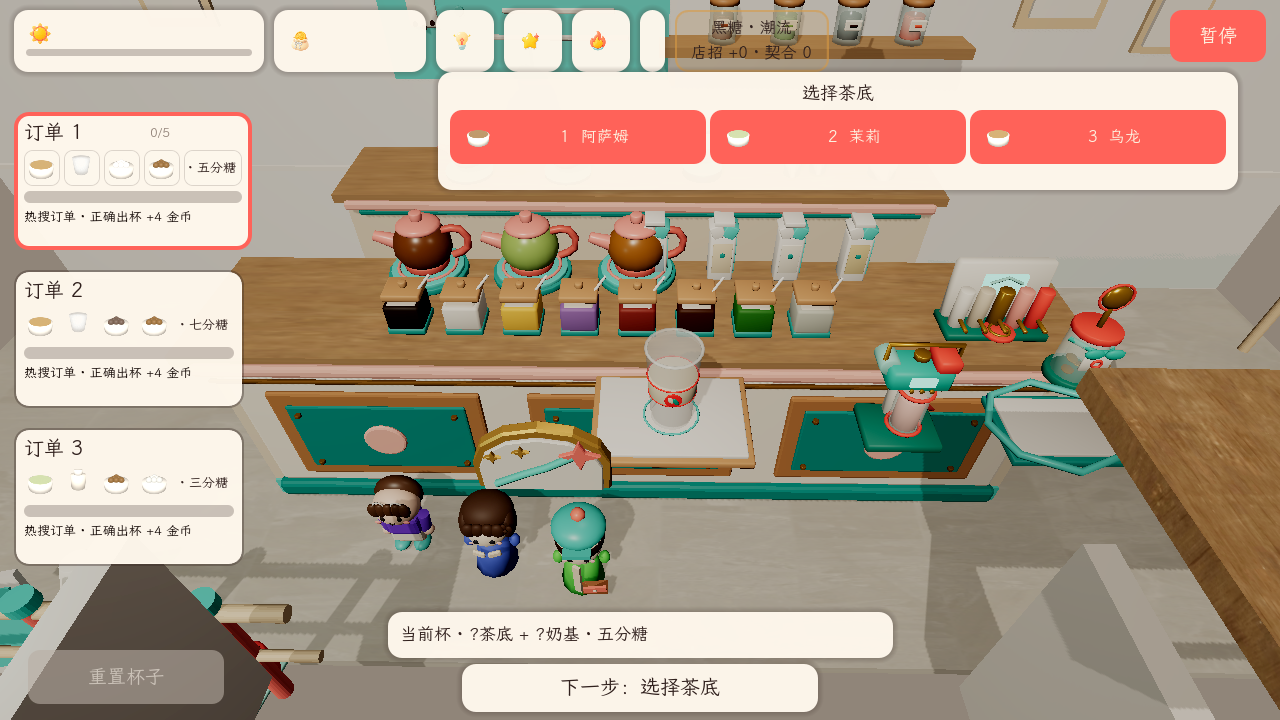 黑糖·潮流
店招 +0·契合 0
暂停
选择茶底
1 阿萨姆
2 茉莉
3 乌龙
订单 1
0/5
·五分糖
热搜订单·正确出杯 +4 金币
订单 2
·七分糖
热搜订单·正确出杯 +4 金币
订单 3
·三分糖
热搜订单·正确出杯 +4 金币
当前杯·?茶底 + ?奶基·五分糖
重置杯子
下一步: 选择茶底